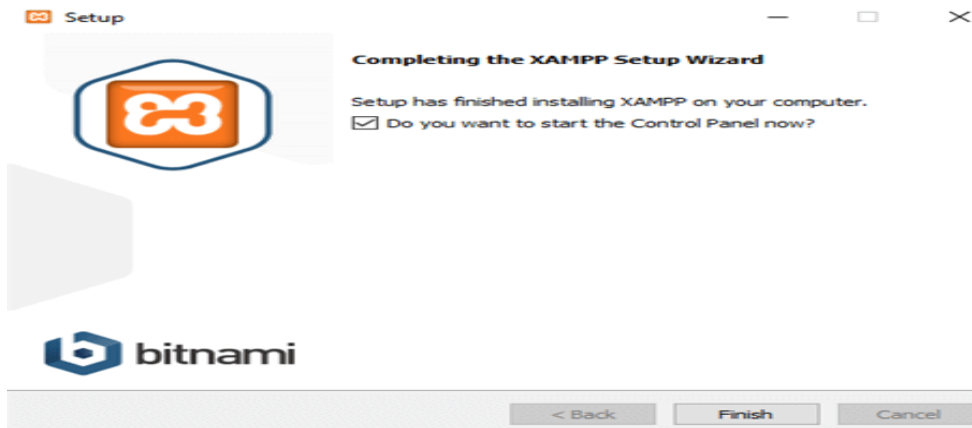 Setup
Completing the XAMPP Setup Wizard
Setup has finished installing XAMPP on your computer.
Do you want to start the Control Panel now?
bitnami
< Back
Finish
Cancel